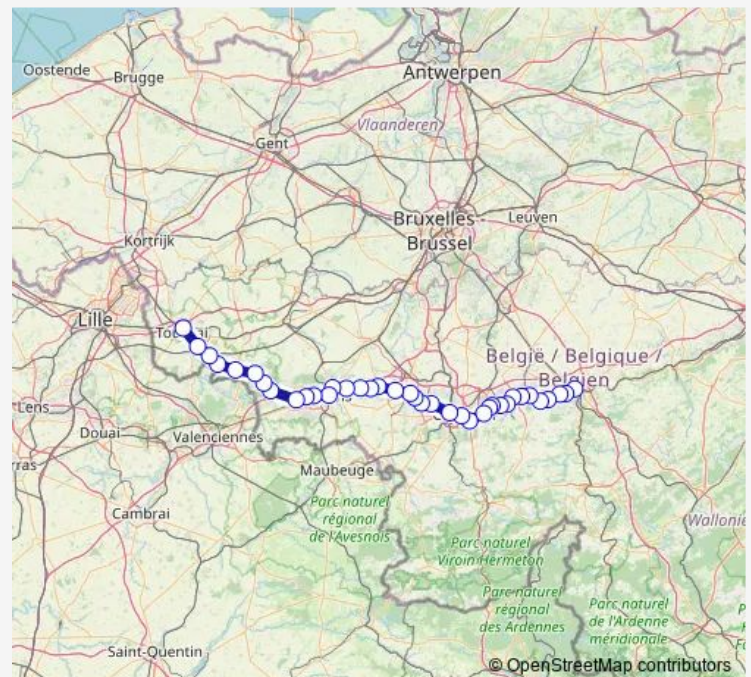 Oostende
Brugge
Antwerpen
Vlaanderen
Gent
Bruxelles -
Brussel
Leuven
Kortrijk
Lille
België / Belgique /
Belgien
Lens
Douai
Valenciennes
Maubeuge
Parc naturel
régional
de l'Avesnois
Cambrai
Wallonie
Parc naturel
Viroin Hermeton
Parc naturel
régional
des Ardennes
Parc naturel
de l'Ardenne
méridionale
Saint-Quentin
© OpenStreetMap contributors